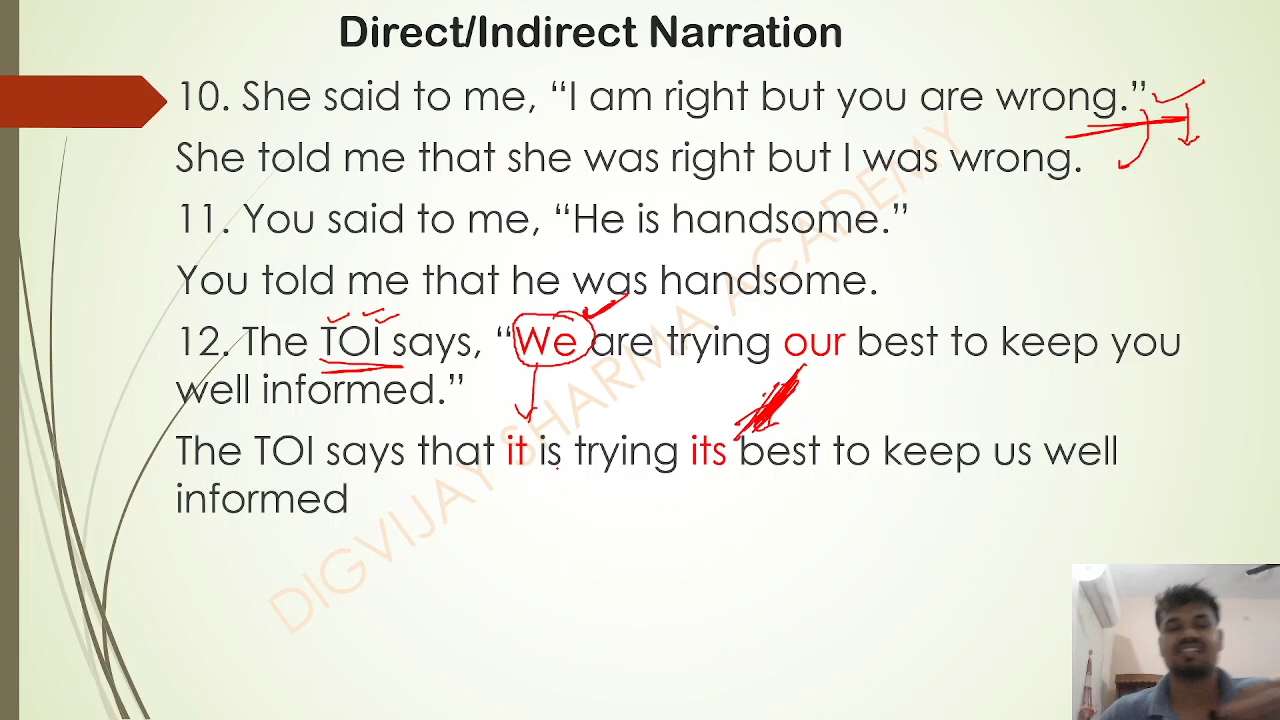 Direct/Indirect Narration
10. She said to me, “I am right but you are wrong.”
She told me that she was right but I was wrong.
11. You said to me, “He is handsome.”
You told me that he was handsome.
12. The TOI says, “We are trying our best to keep you
well informed.”
The TOI says that it is trying its best to keep us well
informed
DIGVIJAY SHARMA ACADEMY